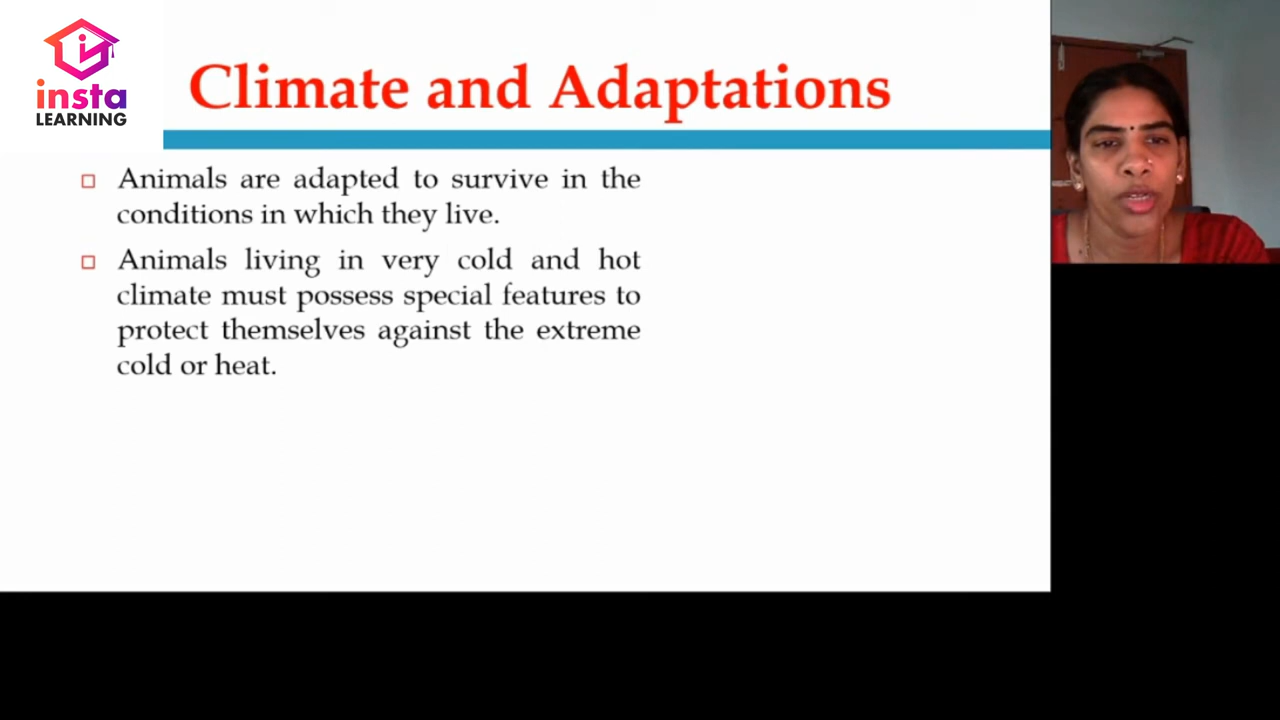 insta
LEARNING
Climate and Adaptations
Animals are adapted to survive in the
conditions in which they live.
Animals living in very cold and hot
climate must possess special features to
protect themselves against the extreme
cold or heat.